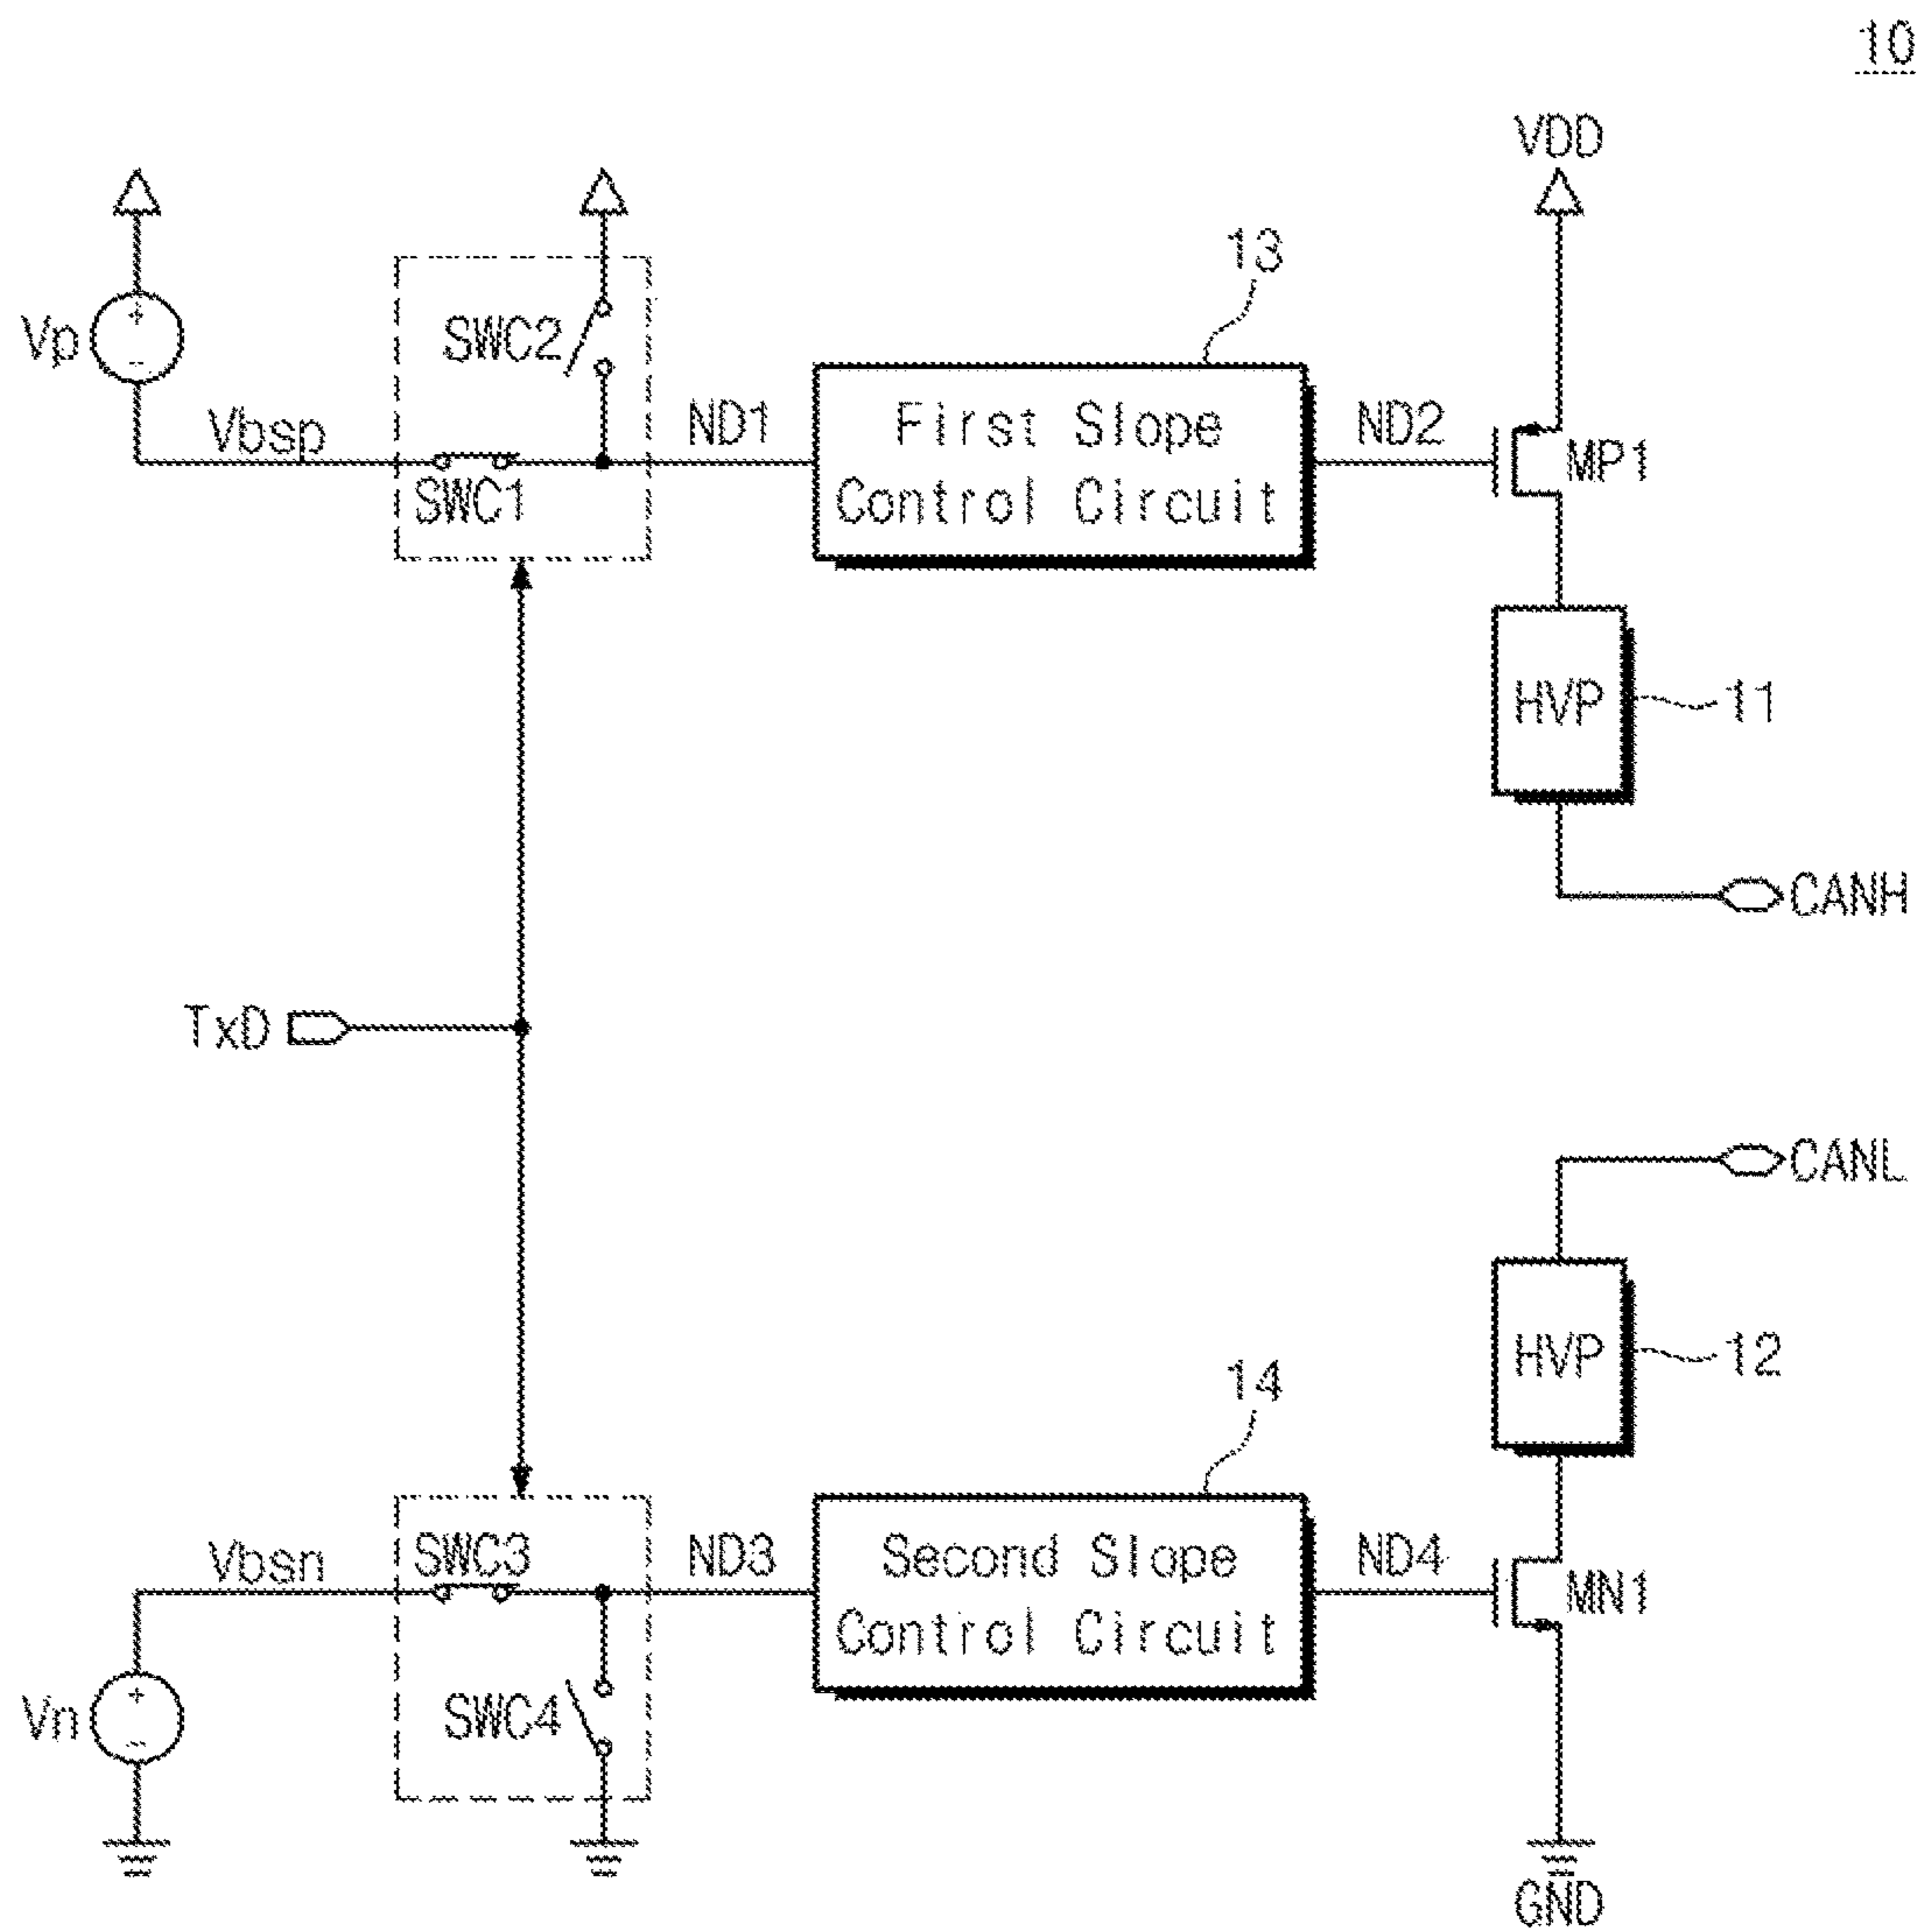 10
VDD
13
Vp
SWC2
Vbsp
ND1
First Slope
Control Circuit
ND2
MP1
SWC1
HVP
11
CANH
TxD
CANL
HVP
12
14
Vbsn
SWC3
ND3
Second Slope
Control Circuit
ND4
MN1
Vn
SWC4
GND